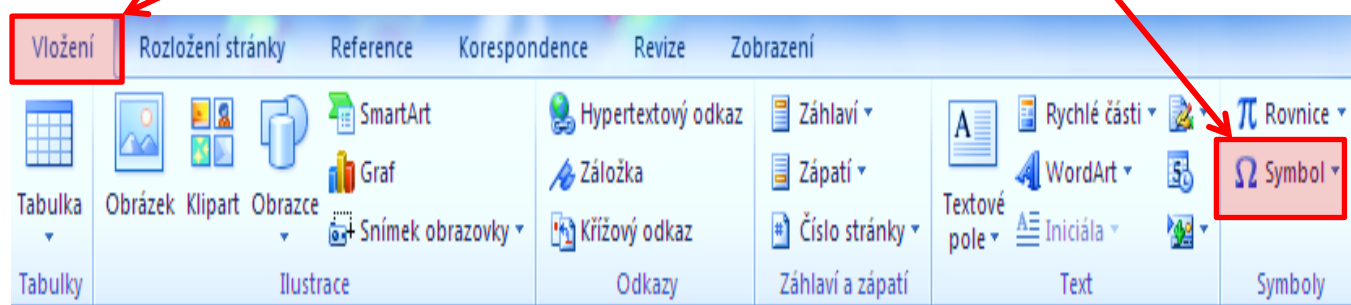 Vložení Rozložení stránky Reference Korespondence Revize Zobrazení
Tabulka
Tabulky
Obrázek Klipart Obrazce
SmartArt
Graf
Snímek obrazovky
Ilustrace
Hypertextový odkaz
Záložka
Křížový odkaz
Odkazy
Záhlaví
Zápatí
Číslo stránky
Záhlaví a zápatí
Textové
pole
Rychlé části
WordArt
Iniciála
Text
π Rovnice
Ω Symbol
Symboly